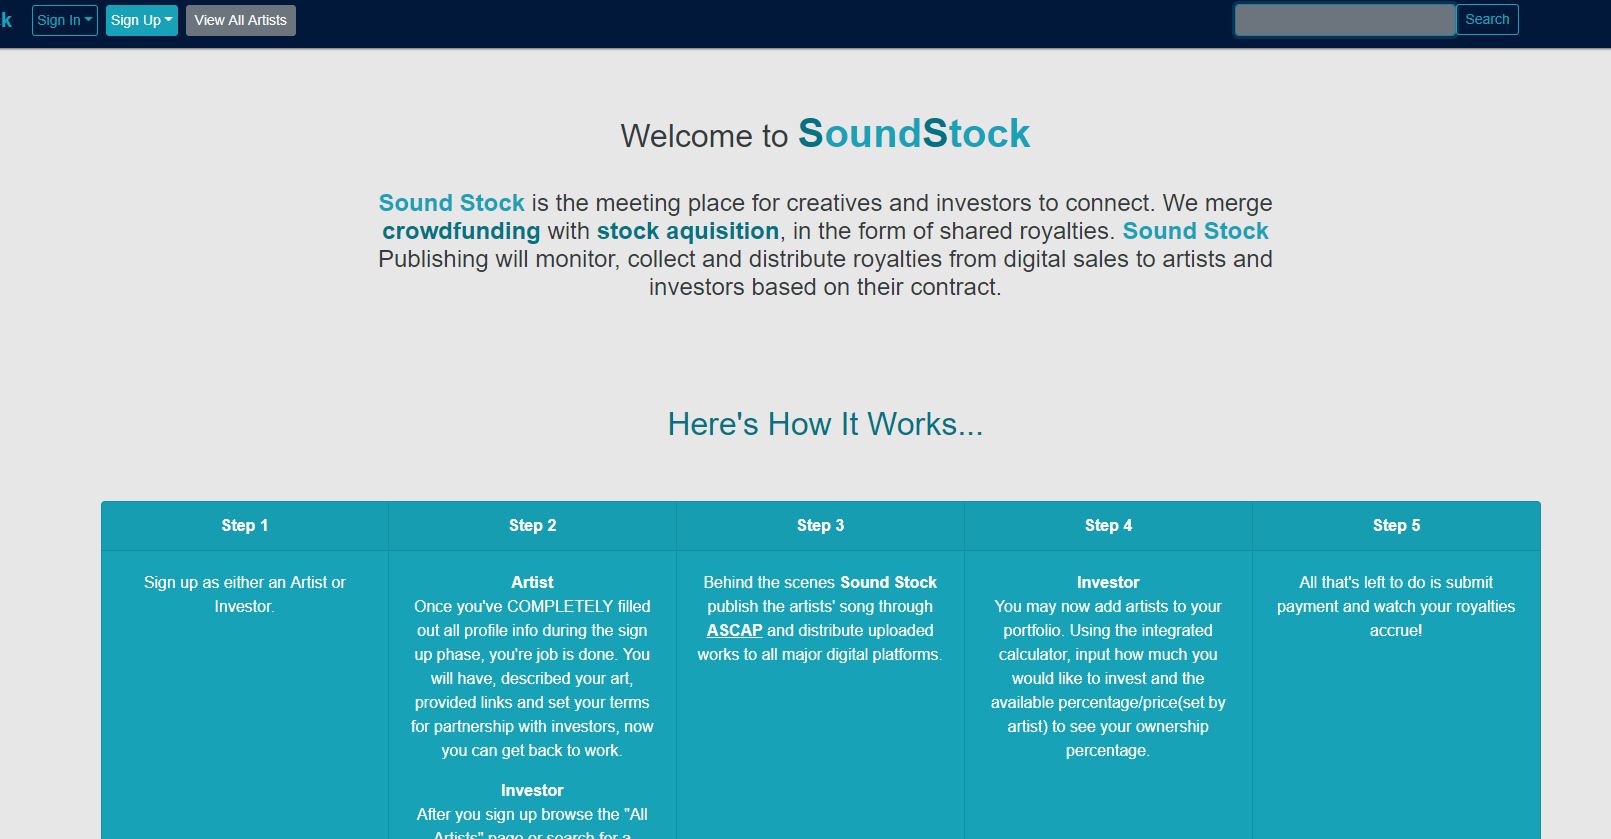 k Sign In Sign Up View All Artists Search
Welcome to SoundStock
Sound Stock is the meeting place for creatives and investors to connect. We merge
crowdfunding with stock aquisition, in the form of shared royalties. Sound Stock
Publishing will monitor, collect and distribute royalties from digital sales to artists and
investors based on their contract.
Here's How It Works...
Step 1
Sign up as either an Artist or
Investor.
Step 2
Artist
Once you've COMPLETELY filled
out all profile info during the sign
up phase, you're job is done. You
will have, described your art,
provided links and set your terms
for partnership with investors, now
you can get back to work.
Investor
After you sign up browse the "All
Artists" page or search for a
Step 3
Behind the scenes Sound Stock
publish the artists' song through
ASCAP and distribute uploaded
works to all major digital platforms.
Step 4
Investor
You may now add artists to your
portfolio. Using the integrated
calculator, input how much you
would like to invest and the
available percentage/price(set by
artist) to see your ownership
percentage.
Step 5
All that's left to do is submit
payment and watch your royalties
accrue!